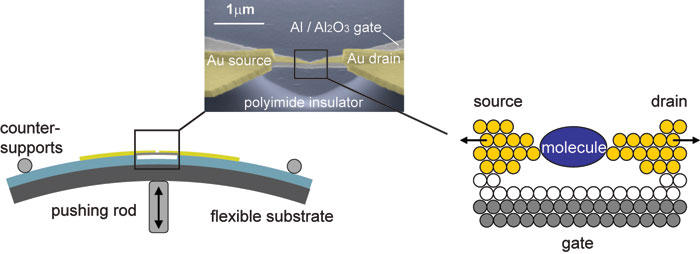 1μm
Al / Al2O3 gate
Au source
Au drain
polyimide insulator
counter-
supports
pushing rod
flexible substrate
source
drain
molecule
gate